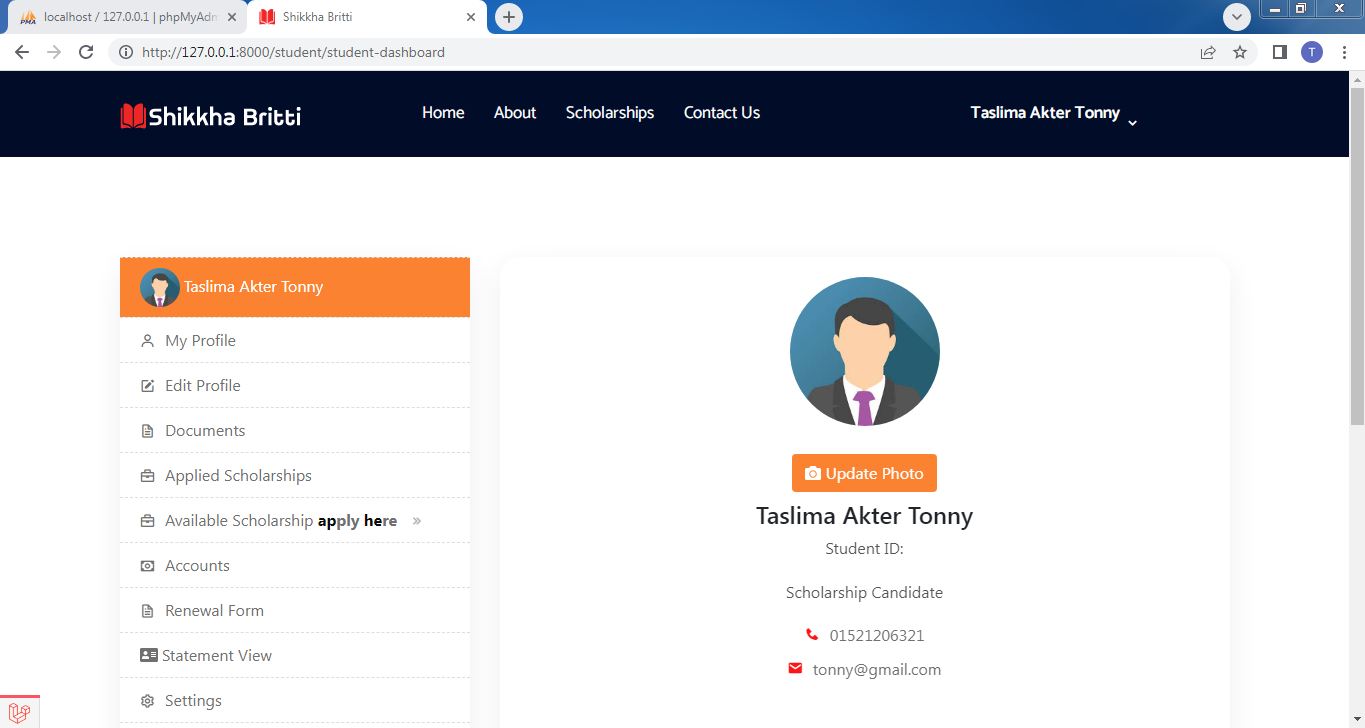 localhost / 127.0.0.1 | phpMyAdm
Shikkha Britti
http://127.0.0.1:8000/student/student-dashboard
T
Shikkha Britti
Home
About
Scholarships
Contact Us
Taslima Akter Tonny
Taslima Akter Tonny
My Profile
Edit Profile
Documents
Applied Scholarships
Available Scholarship apply here »
Accounts
Renewal Form
Statement View
Settings
Update Photo
Taslima Akter Tonny
Student ID:
Scholarship Candidate
01521206321
tonny@gmail.com